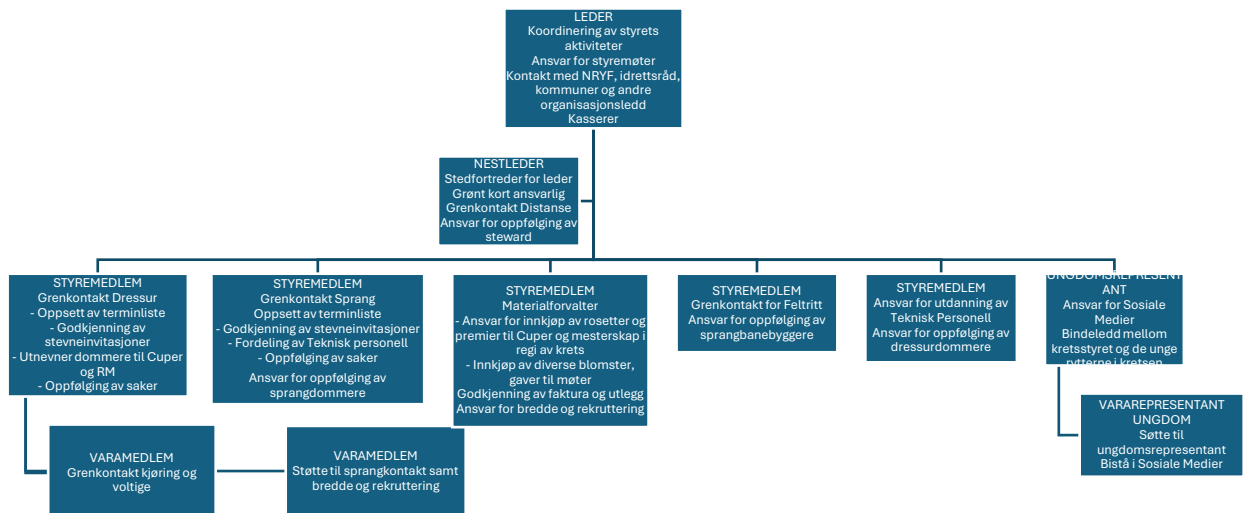 LEDER
Koordinering av styrets
aktiviteter
Ansvar for styremøter
Kontakt med NRYF, idrettsråd,
kommuner og andre
organisasjonsledd
Kasserer
NESTLEDER
Stedfortreder for leder
Grønt kort ansvarlig
Grenkontakt Distanse
Ansvar for oppfølging av
steward
STYREMEDLEM
Grenkontakt Dressur
- Oppsett av terminliste
- Godkjenning av
stevneinvitasjoner
- Utnevner dommere til Cuper
og RM
- Oppfølging av saker
STYREMEDLEM
Grenkontakt Sprang
Oppsett av terminliste
- Godkjenning av stevneinvitasjoner
- Fordeling av Teknisk personell
- Oppfølging av saker
Ansvar for oppfølging av
sprangdommere
STYREMEDLEM
Materialforvalter
- Ansvar for innkjøp av rosetter og
premier til Cuper og mesterskap i
regi av krets
- Innkjøp av diverse blomster,
gaver til møter
Godkjenning av faktura og utlegg
Ansvar for bredde og rekruttering
STYREMEDLEM
Grenkontakt for Feltritt
Ansvar for oppfølging av
sprangbanebyggere
STYREMEDLEM
Ansvar for utdanning av
Teknisk Personell
Ansvar for oppfølging av
dressurdommere
UNGDOMSREPRESENT
ANT
Ansvar for Sosiale
Medier
Bindeledd mellom
kretsstyret og de unge
rytterne i kretsen
VARAMEDLEM
Grenkontakt kjøring og
voltige
VARAMEDLEM
Støtte til sprangkontakt samt
bredde og rekruttering
VARAREPRESENTANT
UNGDOM
Søtte til
ungdomsrepresentant
Bistå i Sosiale Medier